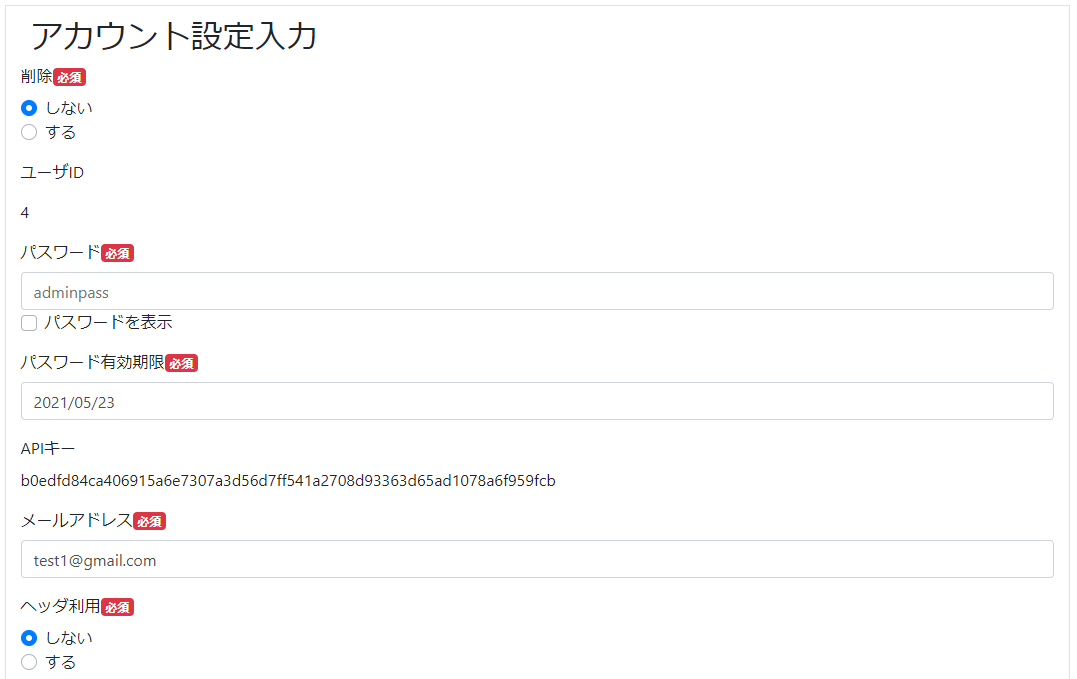 アカウント設定入力
削除必須
しない
する
ユーザID
4
パスワード必須
adminpass
パスワードを表示
パスワード有効期限必須
2021/05/23
APIキー
b0edfd84ca406915a6e7307a3d56d7ff541a2708d93363d65ad1078a6f959fcb
メールアドレス必須
test1@gmail.com
ヘッダ利用必須
しない
する